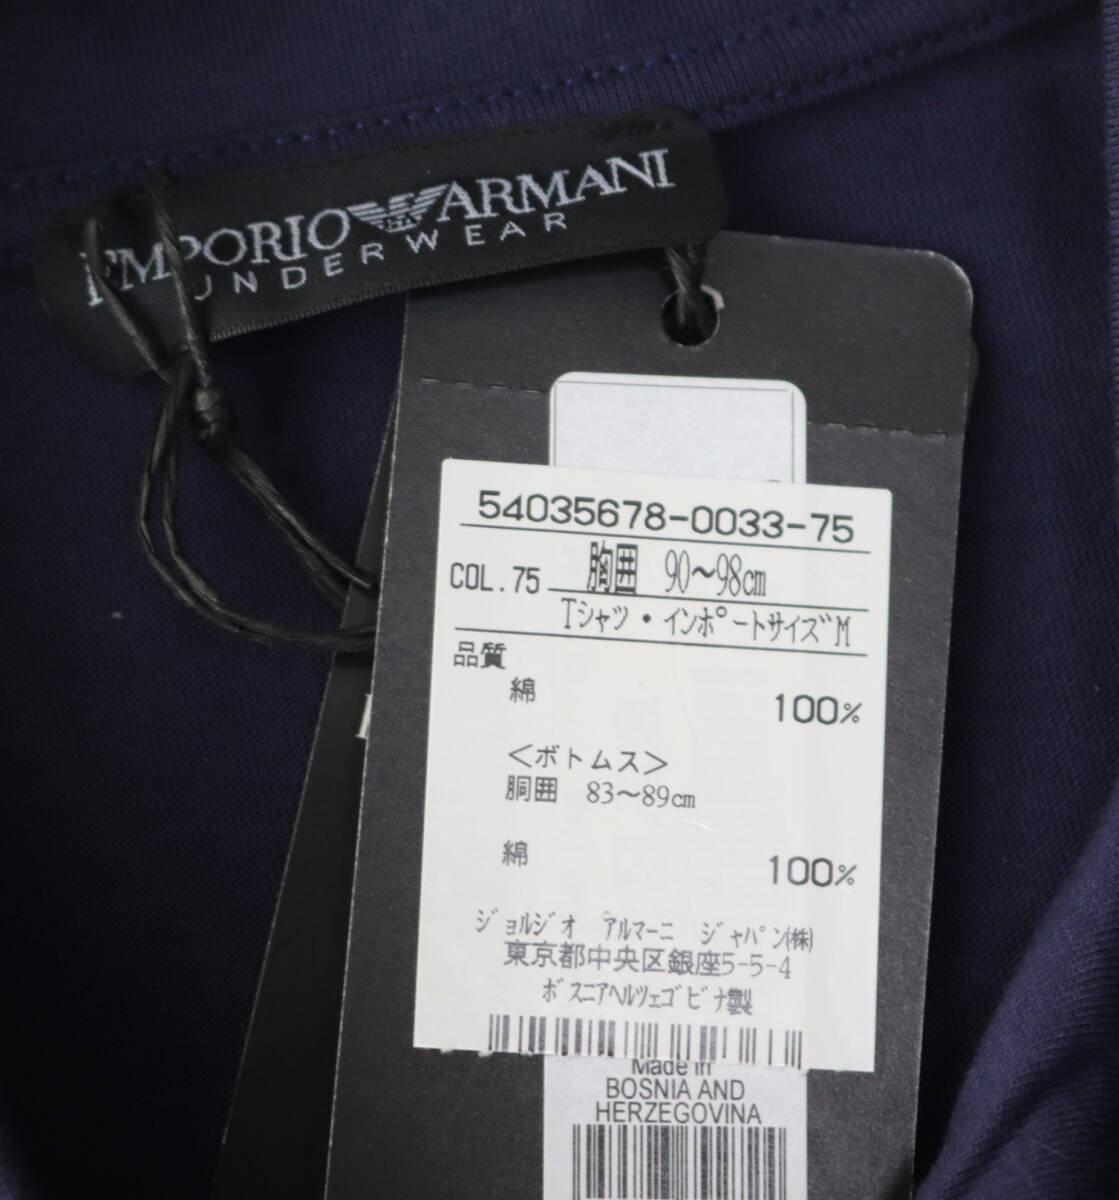 EMPORIO ARMANI
UNDERWEAR
54035678-0033-75
胸囲 90～98cm
COL.75
Tシャツ・インポートサイズM
品質
綿 100%
＜ボトムス＞
胴囲 83～89cm
綿 100%
ジョルジオ アルマーニ ジャパン(株)
東京都中央区銀座5-5-4
ボスニアヘルツェゴビナ製
Made in
BOSNIA AND
HERZEGOVINA